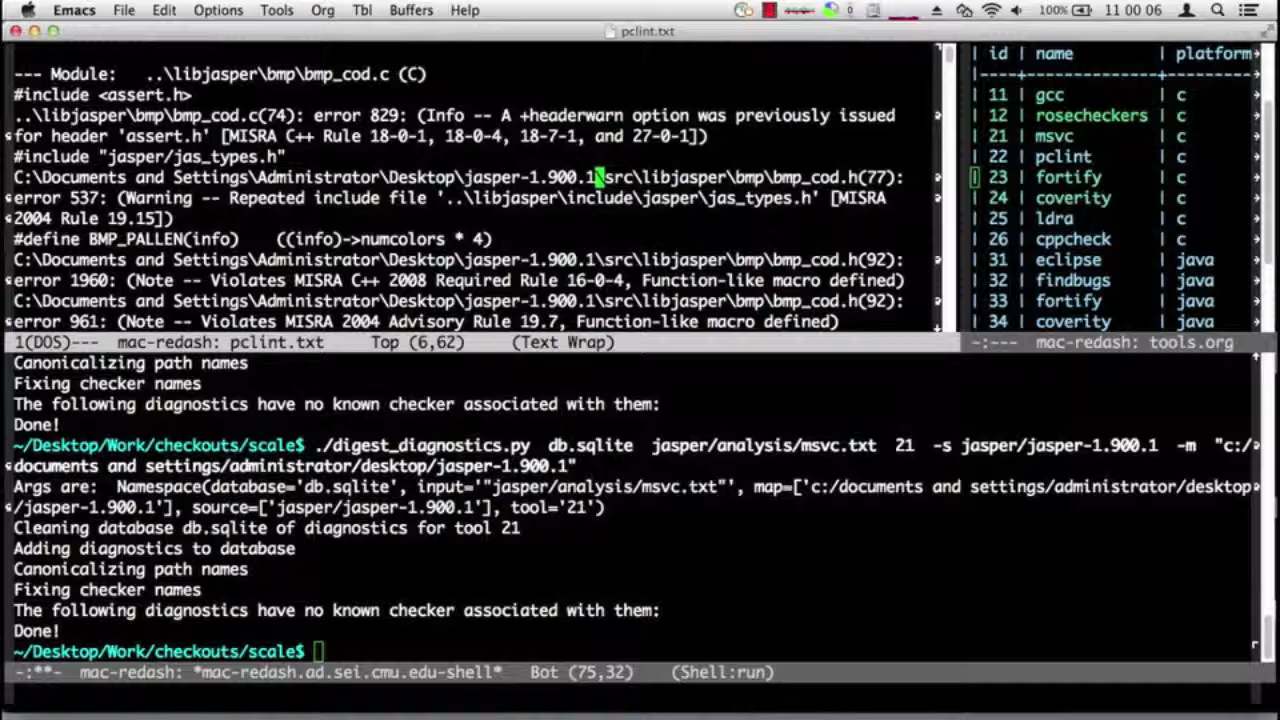 Emacs File Edit Options Tools Org Tbl Buffers Help 0 100% 11 00 06
pclint.txt
--- Module:   ..\libjasper\bmp\bmp_cod.c (C)
#include <assert.h>
..\libjasper\bmp\bmp_cod.c(74): error 829: (Info -- A +headerwarn option was previously issued
for header 'assert.h' [MISRA C++ Rule 18-0-1, 18-0-4, 18-7-1, and 27-0-1])
#include "jasper/jas_types.h"
C:\Documents and Settings\Administrator\Desktop\jasper-1.900.1\src\libjasper\bmp\bmp_cod.h(77):
error 537: (Warning -- Repeated include file '..\libjasper\include\jasper\jas_types.h' [MISRA
2004 Rule 19.15])
#define BMP_PALLEN(info)    ((info)->numcolors * 4)
C:\Documents and Settings\Administrator\Desktop\jasper-1.900.1\src\libjasper\bmp\bmp_cod.h(92):
error 1960: (Note -- Violates MISRA C++ 2008 Required Rule 16-0-4, Function-like macro defined)
C:\Documents and Settings\Administrator\Desktop\jasper-1.900.1\src\libjasper\bmp\bmp_cod.h(92):
error 961: (Note -- Violates MISRA 2004 Advisory Rule 19.7, Function-like macro defined)
1(DOS)---  mac-redash: pclint.txt     Top (6,62)     (Text Wrap)
| id | name         | platform
|----+--------------+---------
| 11 | gcc          | c
| 12 | rosecheckers | c
| 21 | msvc         | c
| 22 | pclint       | c
| 23 | fortify      | c
| 24 | coverity     | c
| 25 | ldra         | c
| 26 | cppcheck     | c
| 31 | eclipse      | java
| 32 | findbugs     | java
| 33 | fortify      | java
| 34 | coverity     | java
-:---  mac-redash: tools.org
Canonicalizing path names
Fixing checker names
The following diagnostics have no known checker associated with them:
Done!
~/Desktop/Work/checkouts/scale$ ./digest_diagnostics.py  db.sqlite  jasper/analysis/msvc.txt  21  -s jasper/jasper-1.900.1  -m  "c:/
documents and settings/administrator/desktop/jasper-1.900.1"
Args are:  Namespace(database='db.sqlite', input='"jasper/analysis/msvc.txt"', map=['c:/documents and settings/administrator/desktop
/jasper-1.900.1'], source=['jasper/jasper-1.900.1'], tool='21')
Cleaning database db.sqlite of diagnostics for tool 21
Adding diagnostics to database
Canonicalizing path names
Fixing checker names
The following diagnostics have no known checker associated with them:
Done!
~/Desktop/Work/checkouts/scale$
-:**-  mac-redash: *mac-redash.ad.sei.cmu.edu-shell*   Bot (75,32)    (Shell:run)